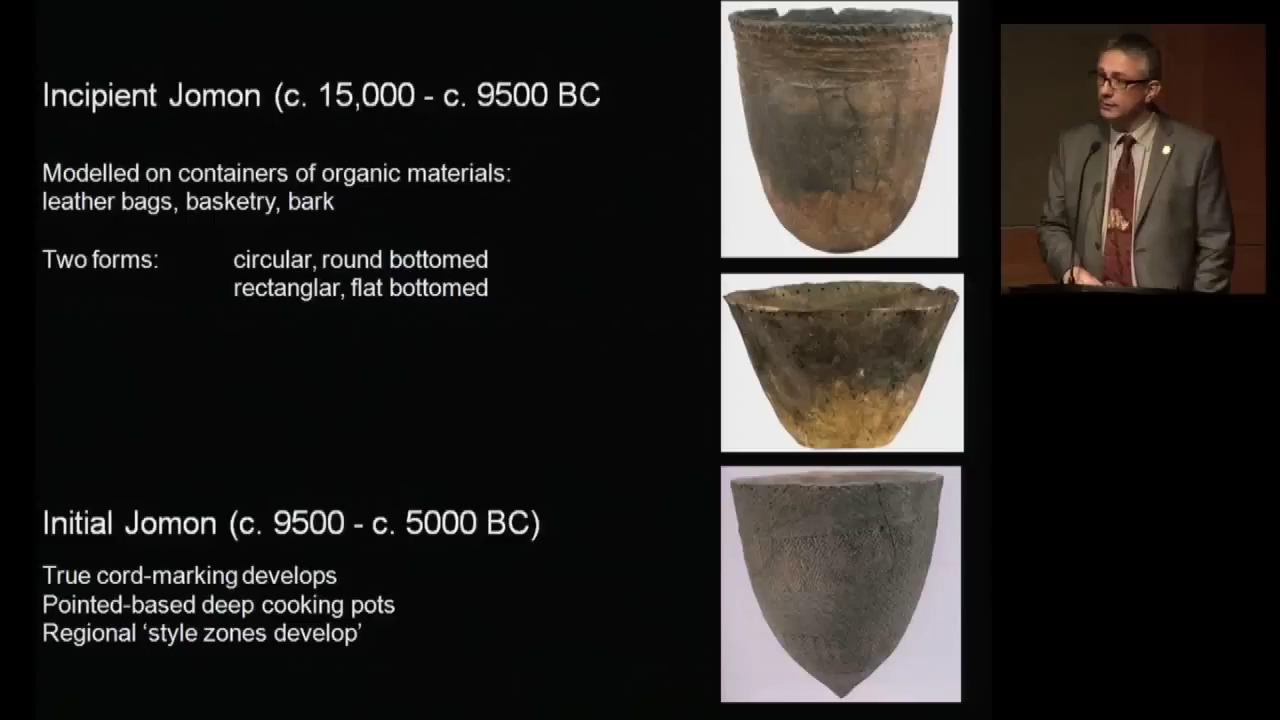 Incipient Jomon (c. 15,000 - c. 9500 BC
Modelled on containers of organic materials:
leather bags, basketry, bark
Two forms: circular, round bottomed
rectanglar, flat bottomed
Initial Jomon (c. 9500 - c. 5000 BC)
True cord-marking develops
Pointed-based deep cooking pots
Regional ‘style zones develop’